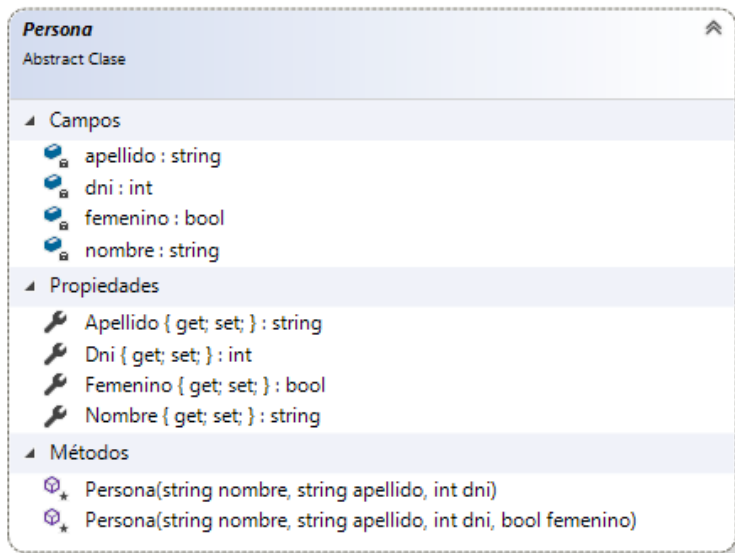 Persona
Abstract Clase
Campos
apellido : string
dni : int
femenino : bool
nombre : string
Propiedades
Apellido { get; set; } : string
Dni { get; set; } : int
Femenino { get; set; } : bool
Nombre { get; set; } : string
Métodos
Persona(string nombre, string apellido, int dni)
Persona(string nombre, string apellido, int dni, bool femenino)